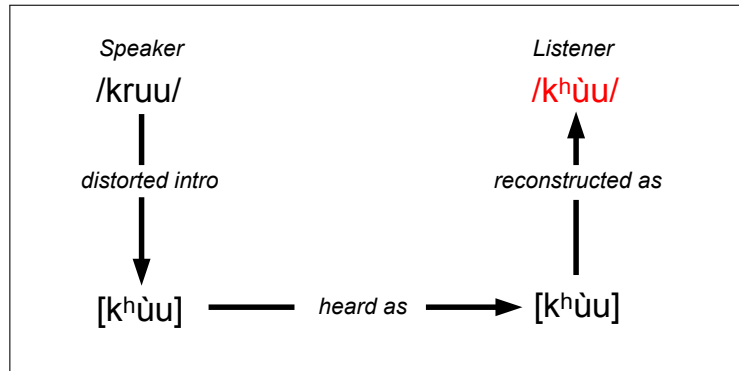 Speaker Listener
/kruu/ /kʰùu/
distorted intro reconstructed as
[kʰùu] heard as [kʰùu]